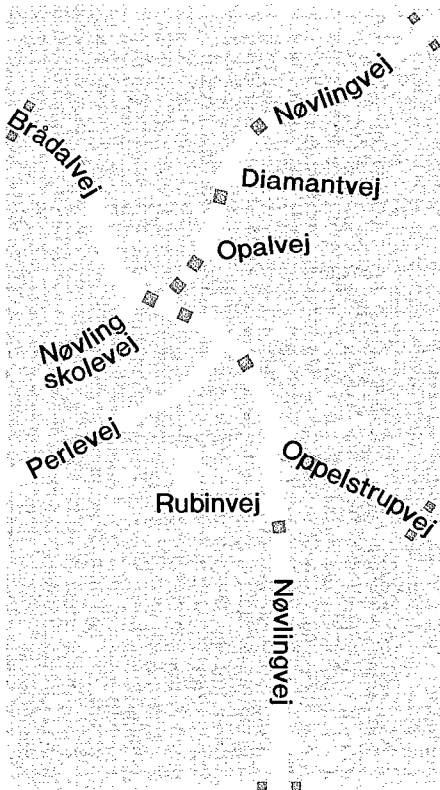 Nøvlingvej
Brådalvej
Diamantvej
Opalvej
Nøvling
skolevej
Perlevej
Oppelstrupvej
Rubinvej
Nøvlingvej